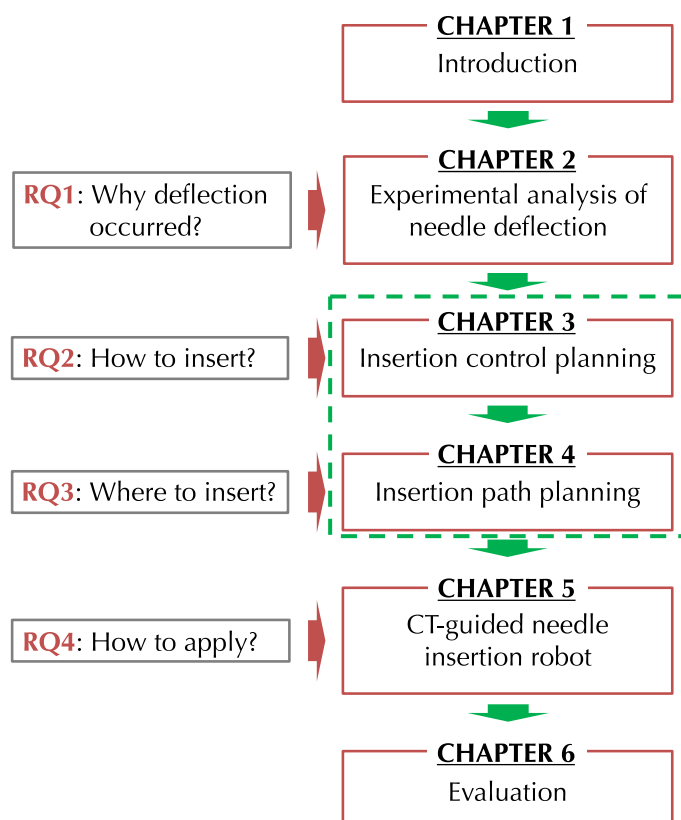 CHAPTER 1
Introduction
CHAPTER 2
RQ1: Why deflection
occurred?
Experimental analysis of
needle deflection
CHAPTER 3
RQ2: How to insert?
Insertion control planning
CHAPTER 4
RQ3: Where to insert?
Insertion path planning
CHAPTER 5
RQ4: How to apply?
CT-guided needle
insertion robot
CHAPTER 6
Evaluation